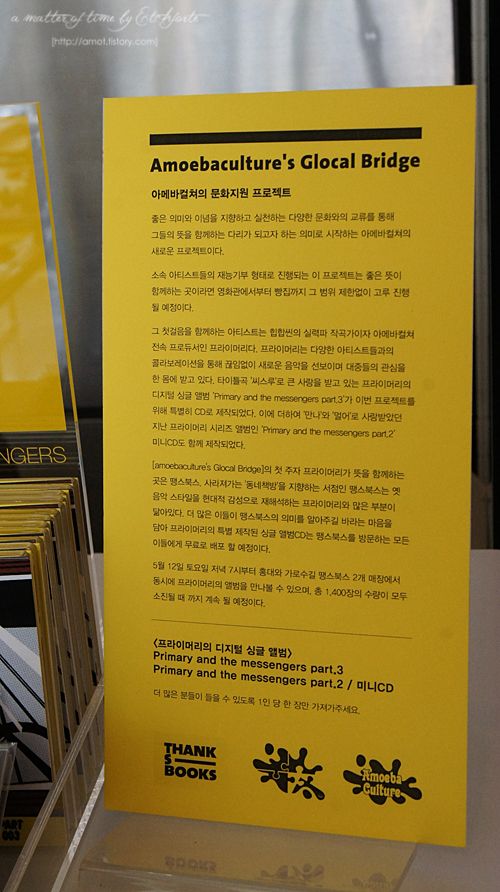 a matter of time by
[http://amot.tistory.com]
Amoebaculture's Glocal Bridge
아메바컬쳐의 문화지원 프로젝트
좋은 의미와 이념을 지향하고 실천하는 다양한 문화와의 교류를 통해
그들의 뜻을 함께하는 다리가 되고자 하는 의미로 시작하는 아메바컬쳐의
새로운 프로젝트이다.
소속 아티스트들의 재능기부 형태로 진행되는 이 프로젝트는 좋은 뜻이
함께하는 곳이라면 영화관에서부터 빵집까지 그 범위 제한없이 고루 진행
될 예정이다.
그 첫걸음을 함께하는 아티스트는 힙합씬의 실력파 작곡가이자 아메바컬쳐
전속 프로듀서인 프라이머리다. 프라이머리는 다양한 아티스트들과의
콜라보레이션을 통해 끊임없이 새로운 음악을 선보이며 대중들의 관심을
한 몸에 받고 있다. 타이틀곡 '씨스루'로 큰 사랑을 받고 있는 프라이머리의
디지털 싱글 앨범 'Primary and the messengers part.3'가 이번 프로젝트를
위해 특별히 CD로 제작되었다. 이에 더하여 '만나'와 '멀어'로 사랑받았던
지난 프라이머리 시리즈 앨범인 'Primary and the messengers part.2'
미니CD도 함께 제작되었다.
[amoebaculture's Glocal Bridge]의 첫 주자 프라이머리가 뜻을 함께하는
곳은 땡스북스. 사라져가는 '동네책방'을 지향하는 서점인 땡스북스는 옛
음악 스타일을 현대적 감성으로 재해석하는 프라이머리와 많은 부분이
닮아있다. 더 많은 이들이 땡스북스의 의미를 알아주길 바라는 마음을
담아 프라이머리의 특별 제작된 싱글 앨범CD는 땡스북스를 방문하는 모든
이들에게 무료로 배포 할 예정이다.
5월 12일 토요일 저녁 7시부터 홍대와 가로수길 땡스북스 2개 매장에서
동시에 프라이머리의 앨범을 만나볼 수 있으며, 총 1,400장의 수량이 모두
소진될 때 까지 계속 될 예정이다.
〈프라이머리의 디지털 싱글 앨범〉
Primary and the messengers part.3
Primary and the messengers part.2 / 미니CD
더 많은 분들이 들을 수 있도록 1인 당 한 장만 가져가주세요.
THANK
S
BOOKS
Amoeba
Culture
NGERS
PART
003